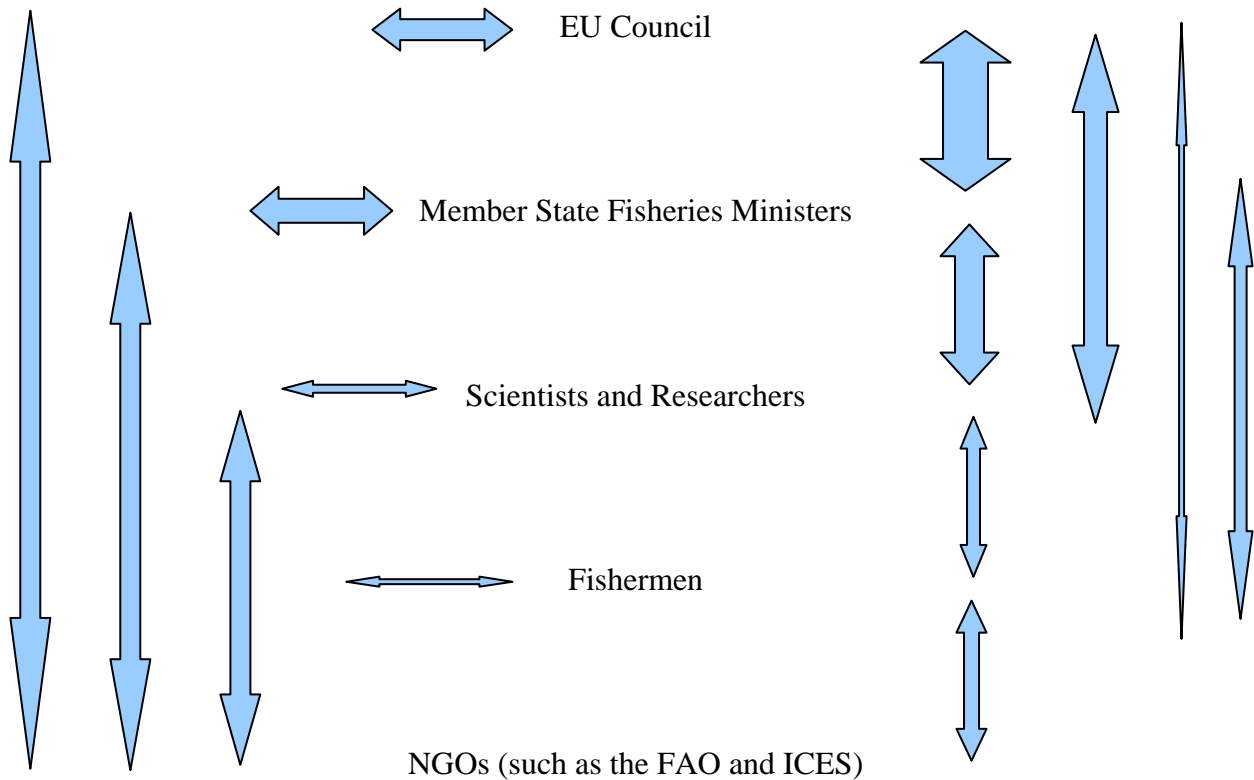 EU Council
Member State Fisheries Ministers
Scientists and Researchers
Fishermen
NGOs (such as the FAO and ICES)